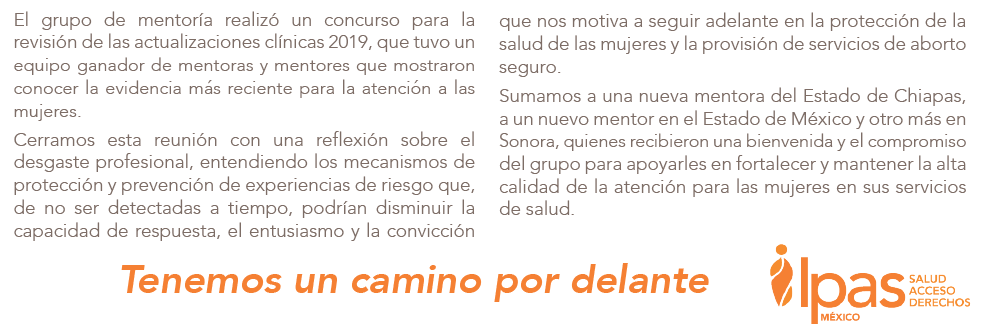 El grupo de mentoría realizó un concurso para la
revisión de las actualizaciones clínicas 2019, que tuvo un
equipo ganador de mentoras y mentores que mostraron
conocer la evidencia más reciente para la atención a las
mujeres.
Cerramos esta reunión con una reflexión sobre el
desgaste profesional, entendiendo los mecanismos de
protección y prevención de experiencias de riesgo que,
de no ser detectadas a tiempo, podrían disminuir la
capacidad de respuesta, el entusiasmo y la convicción
que nos motiva a seguir adelante en la protección de la
salud de las mujeres y la provisión de servicios de aborto
seguro.
Sumamos a una nueva mentora del Estado de Chiapas,
a un nuevo mentor en el Estado de México y otro más en
Sonora, quienes recibieron una bienvenida y el compromiso
del grupo para apoyarles en fortalecer y mantener la alta
calidad de la atención para las mujeres en sus servicios
de salud.
Tenemos un camino por delante
Ipas
MÉXICO
SALUD
ACCESO
DERECHOS